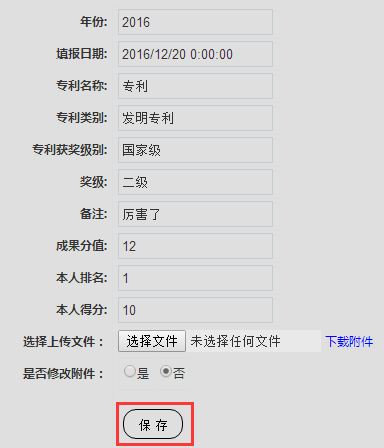 年份: 2016
填报日期: 2016/12/20 0:00:00
专利名称: 专利
专利类别: 发明专利
专利获奖级别: 国家级
奖级: 二级
备注: 厉害了
成果分值: 12
本人排名: 1
本人得分: 10
选择上传文件： 选择文件 未选择任何文件 下载附件
是否修改附件： 是 否
保 存